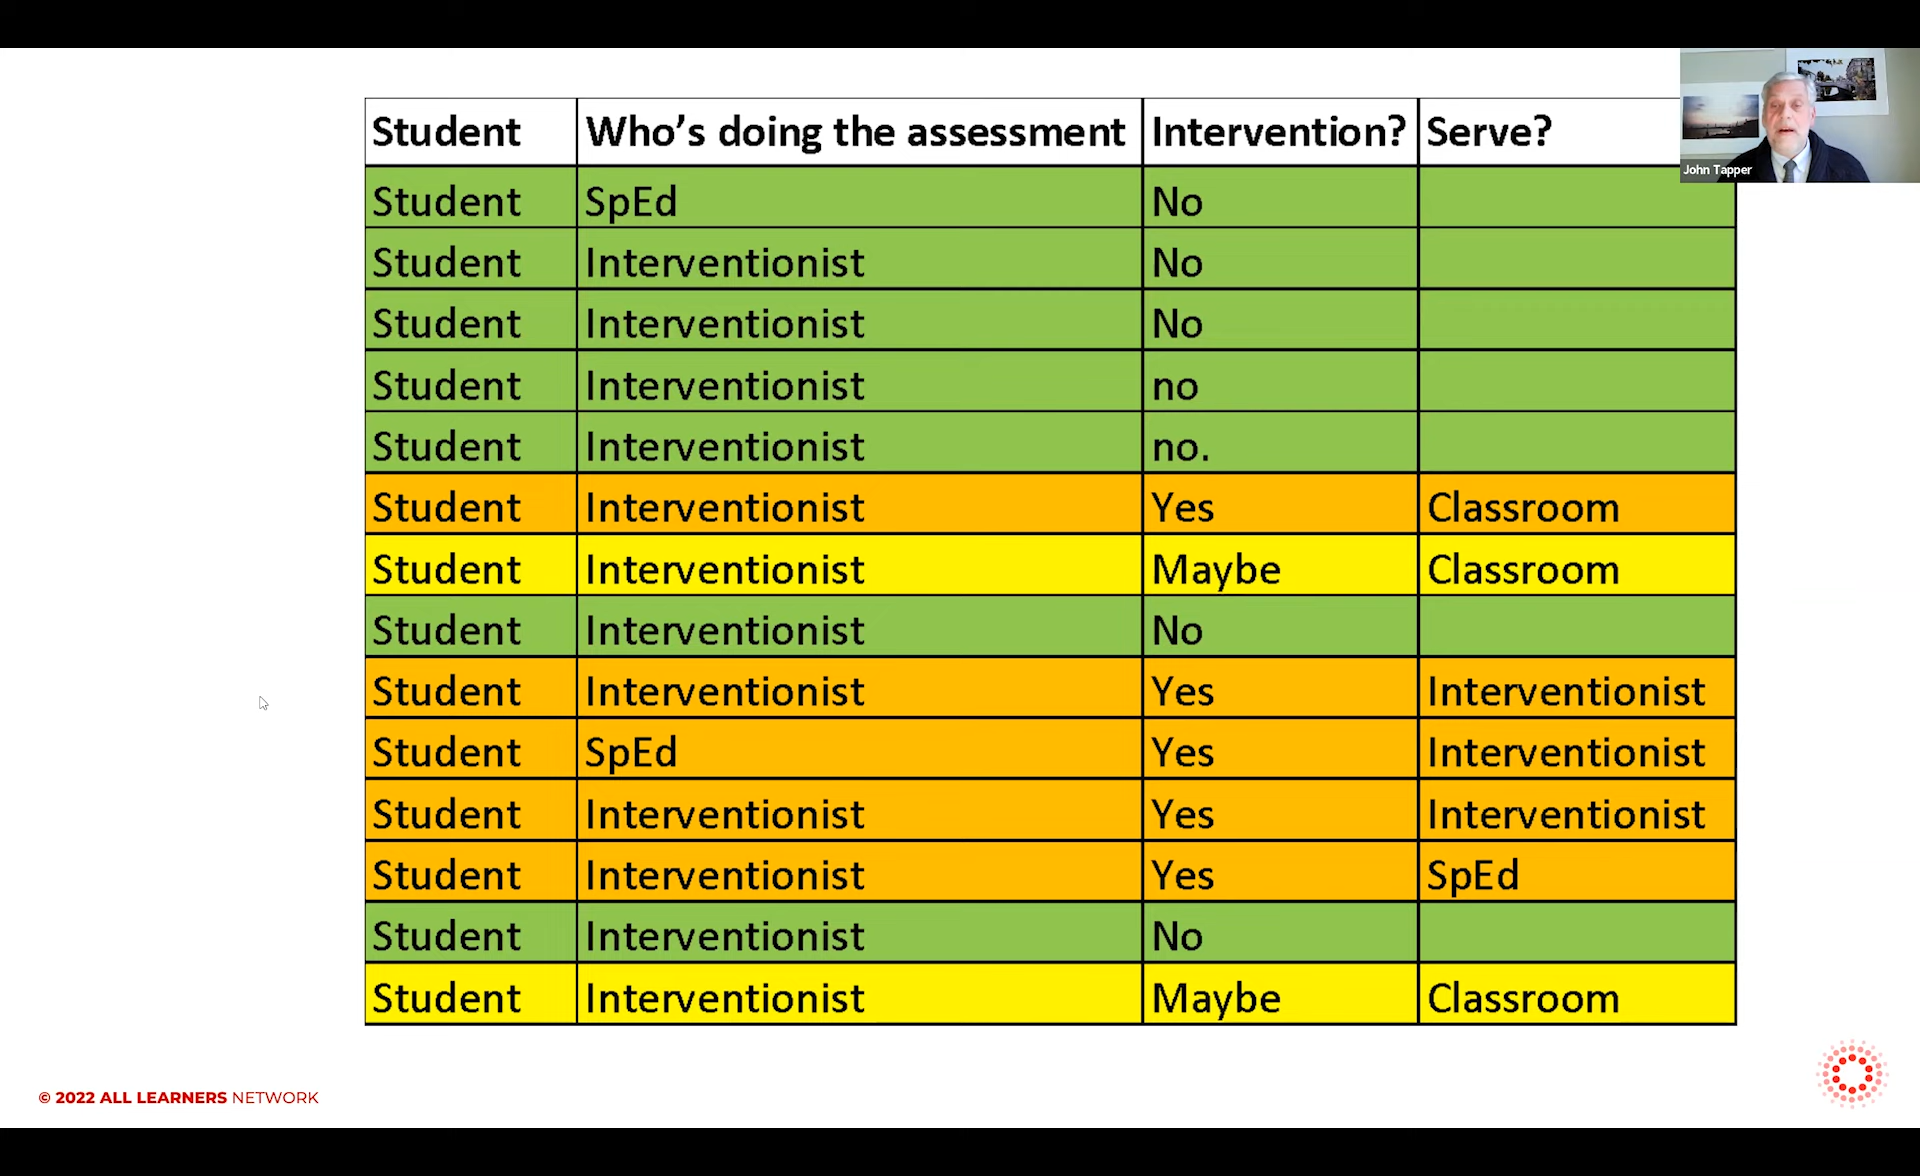 Student Who's doing the assessment Intervention? Serve?
John Tapper
Student SpEd No
Student Interventionist No
Student Interventionist No
Student Interventionist no
Student Interventionist no.
Student Interventionist Yes Classroom
Student Interventionist Maybe Classroom
Student Interventionist No
Student Interventionist Yes Interventionist
Student SpEd Yes Interventionist
Student Interventionist Yes Interventionist
Student Interventionist Yes SpEd
Student Interventionist No
Student Interventionist Maybe Classroom
© 2022 ALL LEARNERS NETWORK